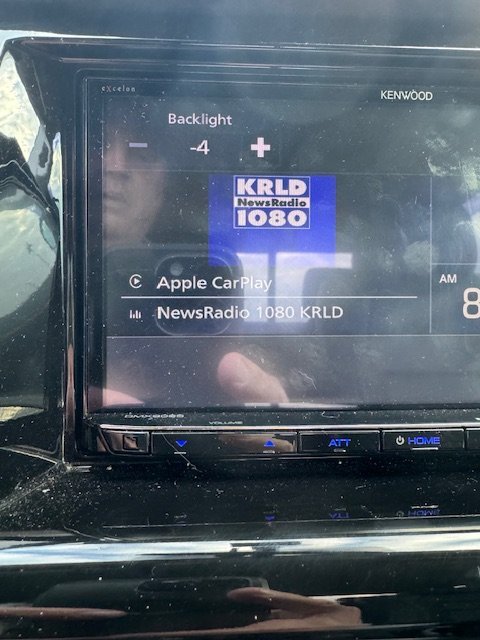 eXcelon
KENWOOD
Backlight
- -4 +
KRLD
NewsRadio
1080
Apple CarPlay
AM
8
NewsRadio 1080 KRLD
VOLUME
ATT
HOME